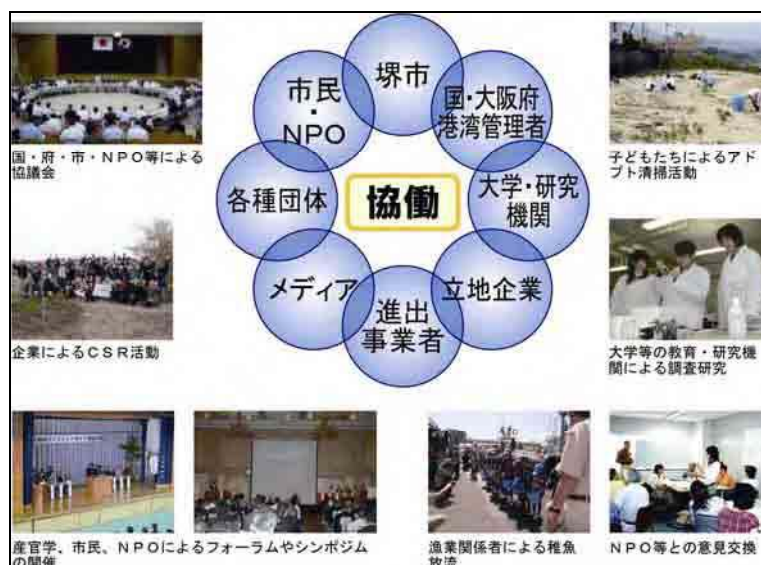 堺市
市民
・
NPO
国・大阪府
港湾管理者
各種団体
協働
大学・研究
機関
メディア
立地企業
進出
事業者
国・府・市・NPO等による
協議会
子どもたちによるアド
プト清掃活動
企業によるCSR活動
大学等の教育・研究機
関による調査研究
産官学、市民、NPOによるフォーラムやシンポジム
の開催
漁業関係者による稚魚
放流
NPO等との意見交換